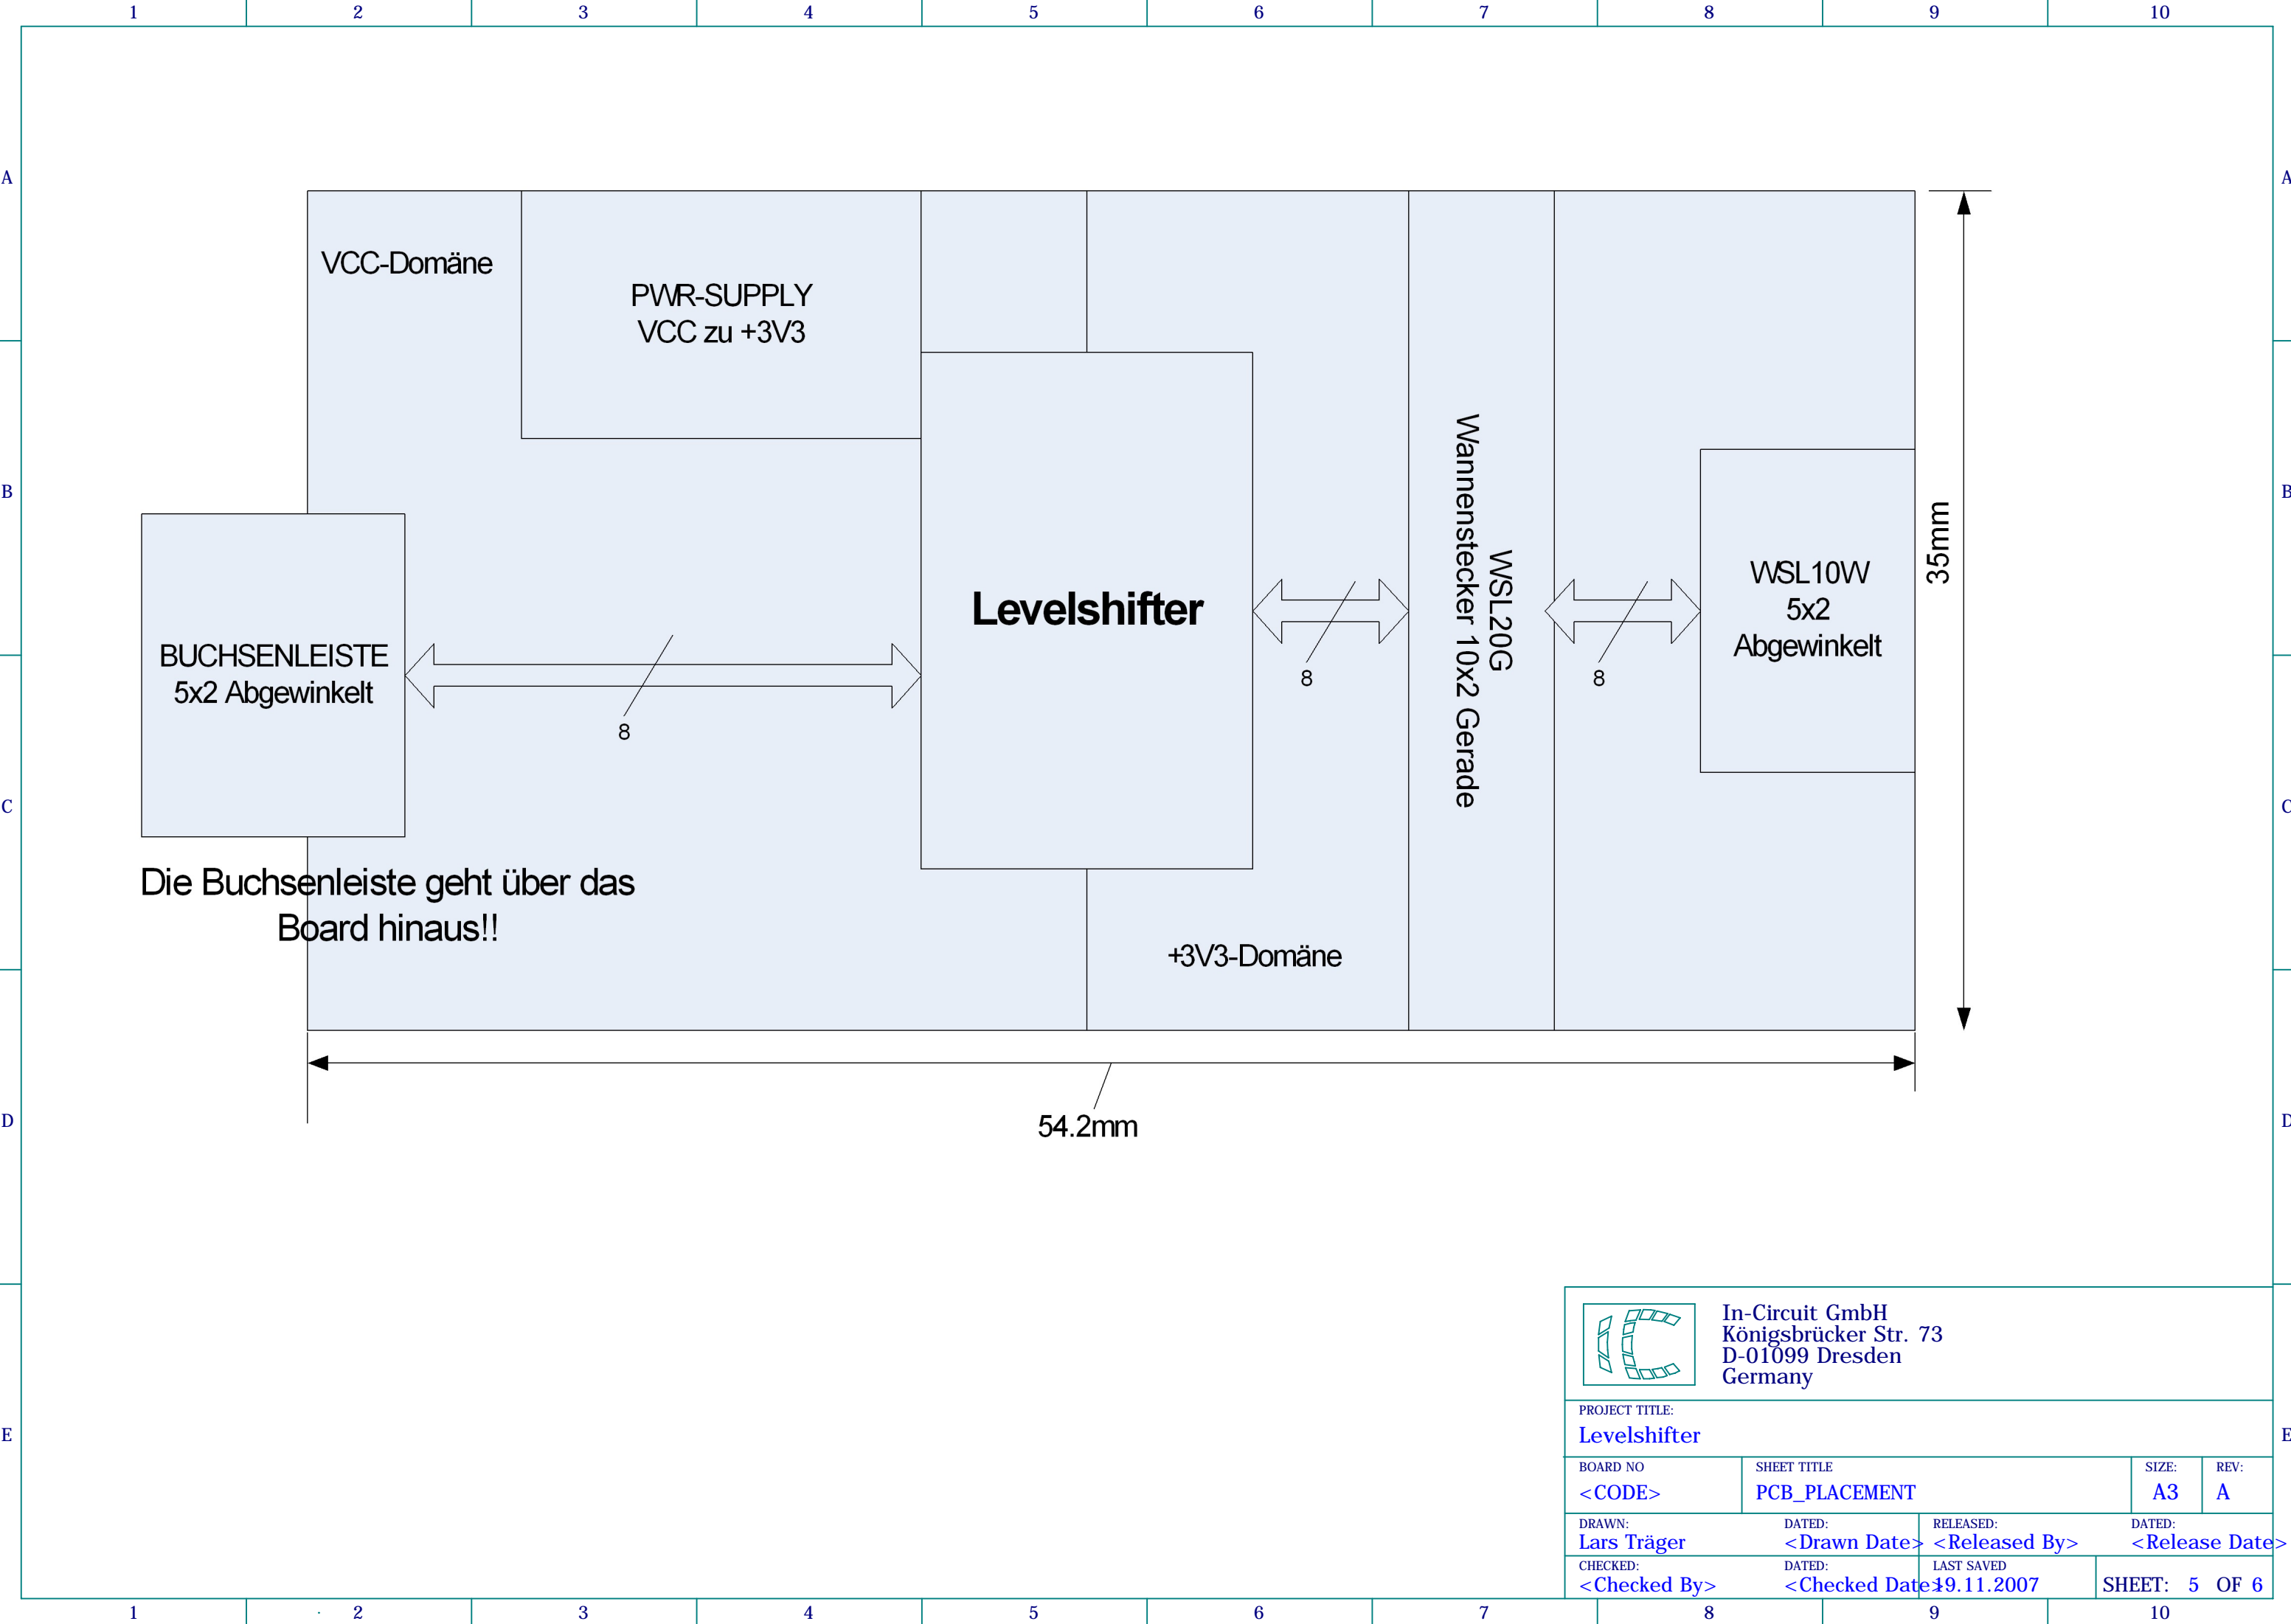 1 2 3 4 5 6 7 8 9 10
A A
VCC-Domäne
PWR-SUPPLY
VCC zu +3V3
B B
Levelshifter
WSL20G
Wannenstecker 10x2 Gerade
WSL10W
5x2
Abgewinkelt
35mm
BUCHSENLEISTE
5x2 Abgewinkelt
8
8
8
C C
Die Buchsenleiste geht über das
Board hinaus!!
+3V3-Domäne
54.2mm
D D
In-Circuit GmbH
Königsbrücker Str. 73
D-01099 Dresden
Germany
PROJECT TITLE:
Levelshifter
E E
BOARD NO SHEET TITLE SIZE: REV:
<CODE> PCB_PLACEMENT A3 A
DRAWN: DATED: RELEASED: DATED:
Lars Träger <Drawn Date> <Released By> <Release Date>
CHECKED: DATED: LAST SAVED
<Checked By> <Checked Date> 19.11.2007 SHEET: 5 OF 6
1 2 3 4 5 6 7 8 9 10